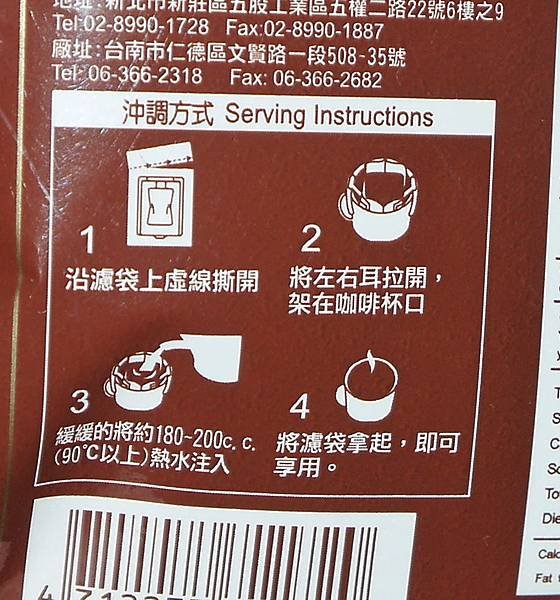 地址:新北市新莊區五股工業區五權二路22號6樓之9
Tel:02-8990-1728 Fax:02-8990-1887
廠址:台南市仁德區文賢路一段508-35號
Tel:06-366-2318 Fax:06-366-2682
沖調方式 Serving Instructions
1
沿濾袋上虛線撕開
2
將左右耳拉開，
架在咖啡杯口
3
緩緩的將約180~200c.c.
(90℃以上)熱水注入
4
將濾袋拿起，即可
享用。